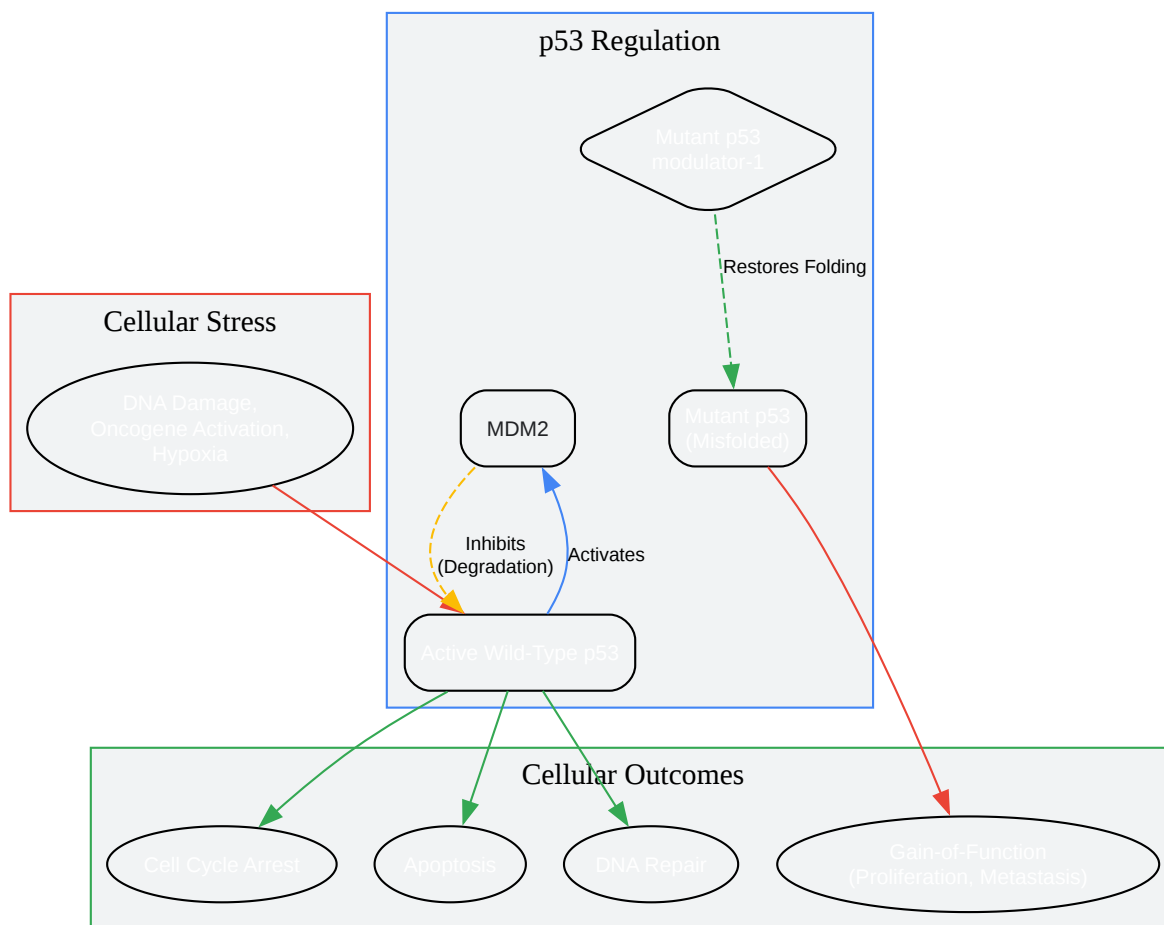 p53 Regulation
Mutant p53
modulator-1
Restores Folding
Cellular Stress
DNA Damage,
Oncogene Activation,
Hypoxia
MDM2
Mutant p53
(Misfolded)
Inhibits
(Degradation)
Activates
Active Wild-Type p53
Cellular Outcomes
Cell Cycle Arrest
Apoptosis
DNA Repair
Gain-of-Function
(Proliferation, Metastasis)